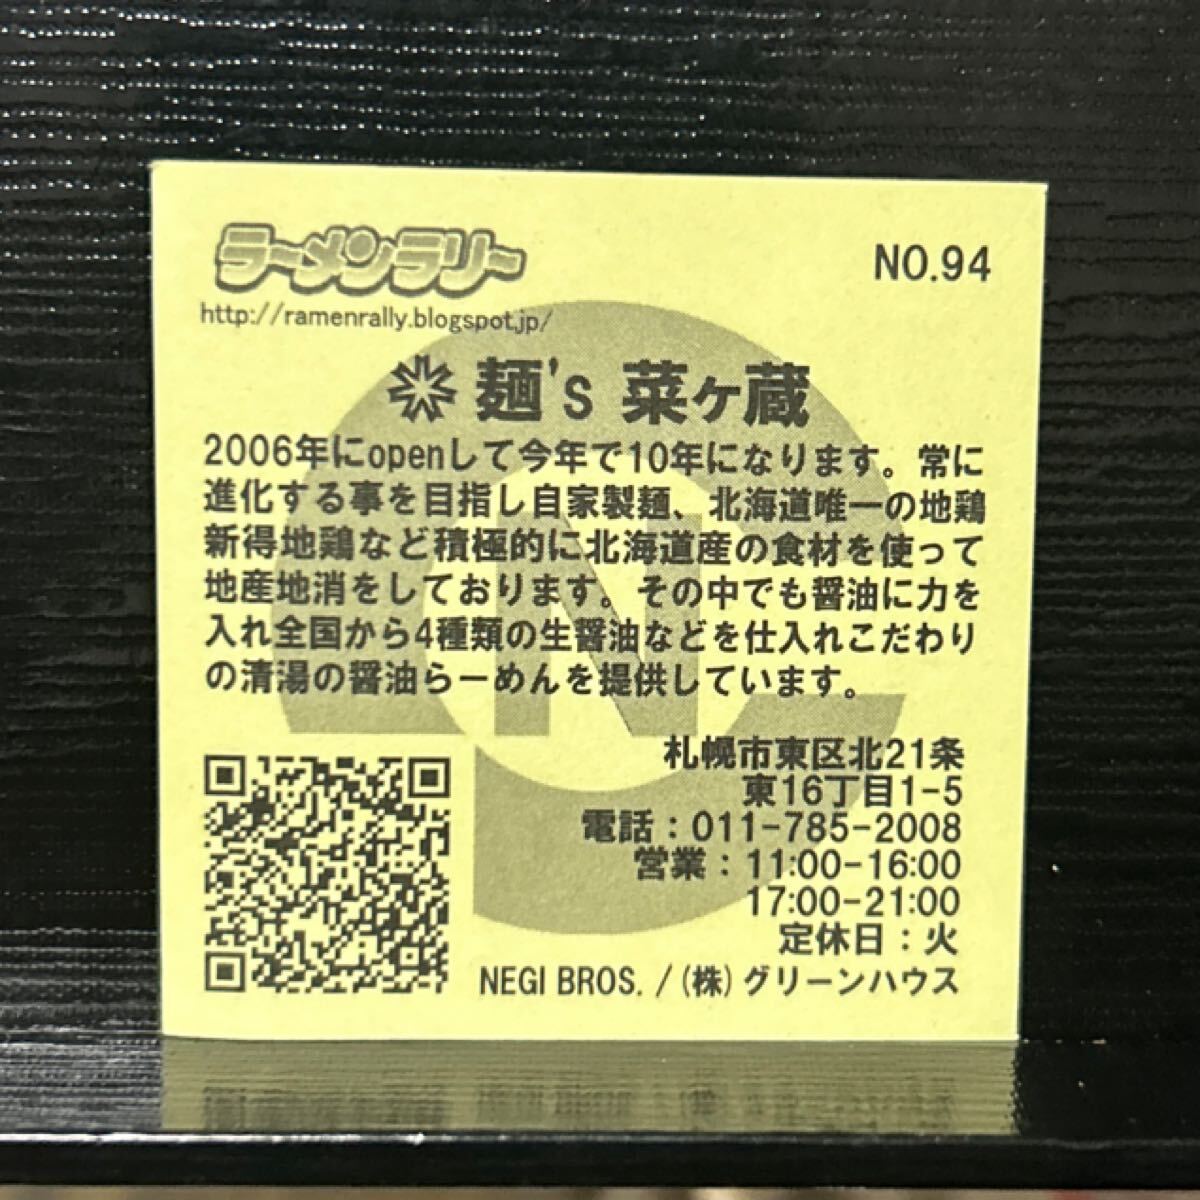 ラーメンラリー
NO.94
http://ramenrally.blogspot.jp/
麺's 菜ヶ蔵
2006年にopenして今年で10年になります。常に
進化する事を目指し自家製麺、北海道唯一の地鶏
新得地鶏など積極的に北海道産の食材を使って
地産地消をしております。その中でも醤油に力を
入れ全国から4種類の生醤油などを仕入れこだわり
の清湯の醤油らーめんを提供しています。
札幌市東区北21条
東16丁目1-5
電話:011-785-2008
営業:11:00-16:00
17:00-21:00
定休日:火
NEGI BROS. / (株) グリーンハウス